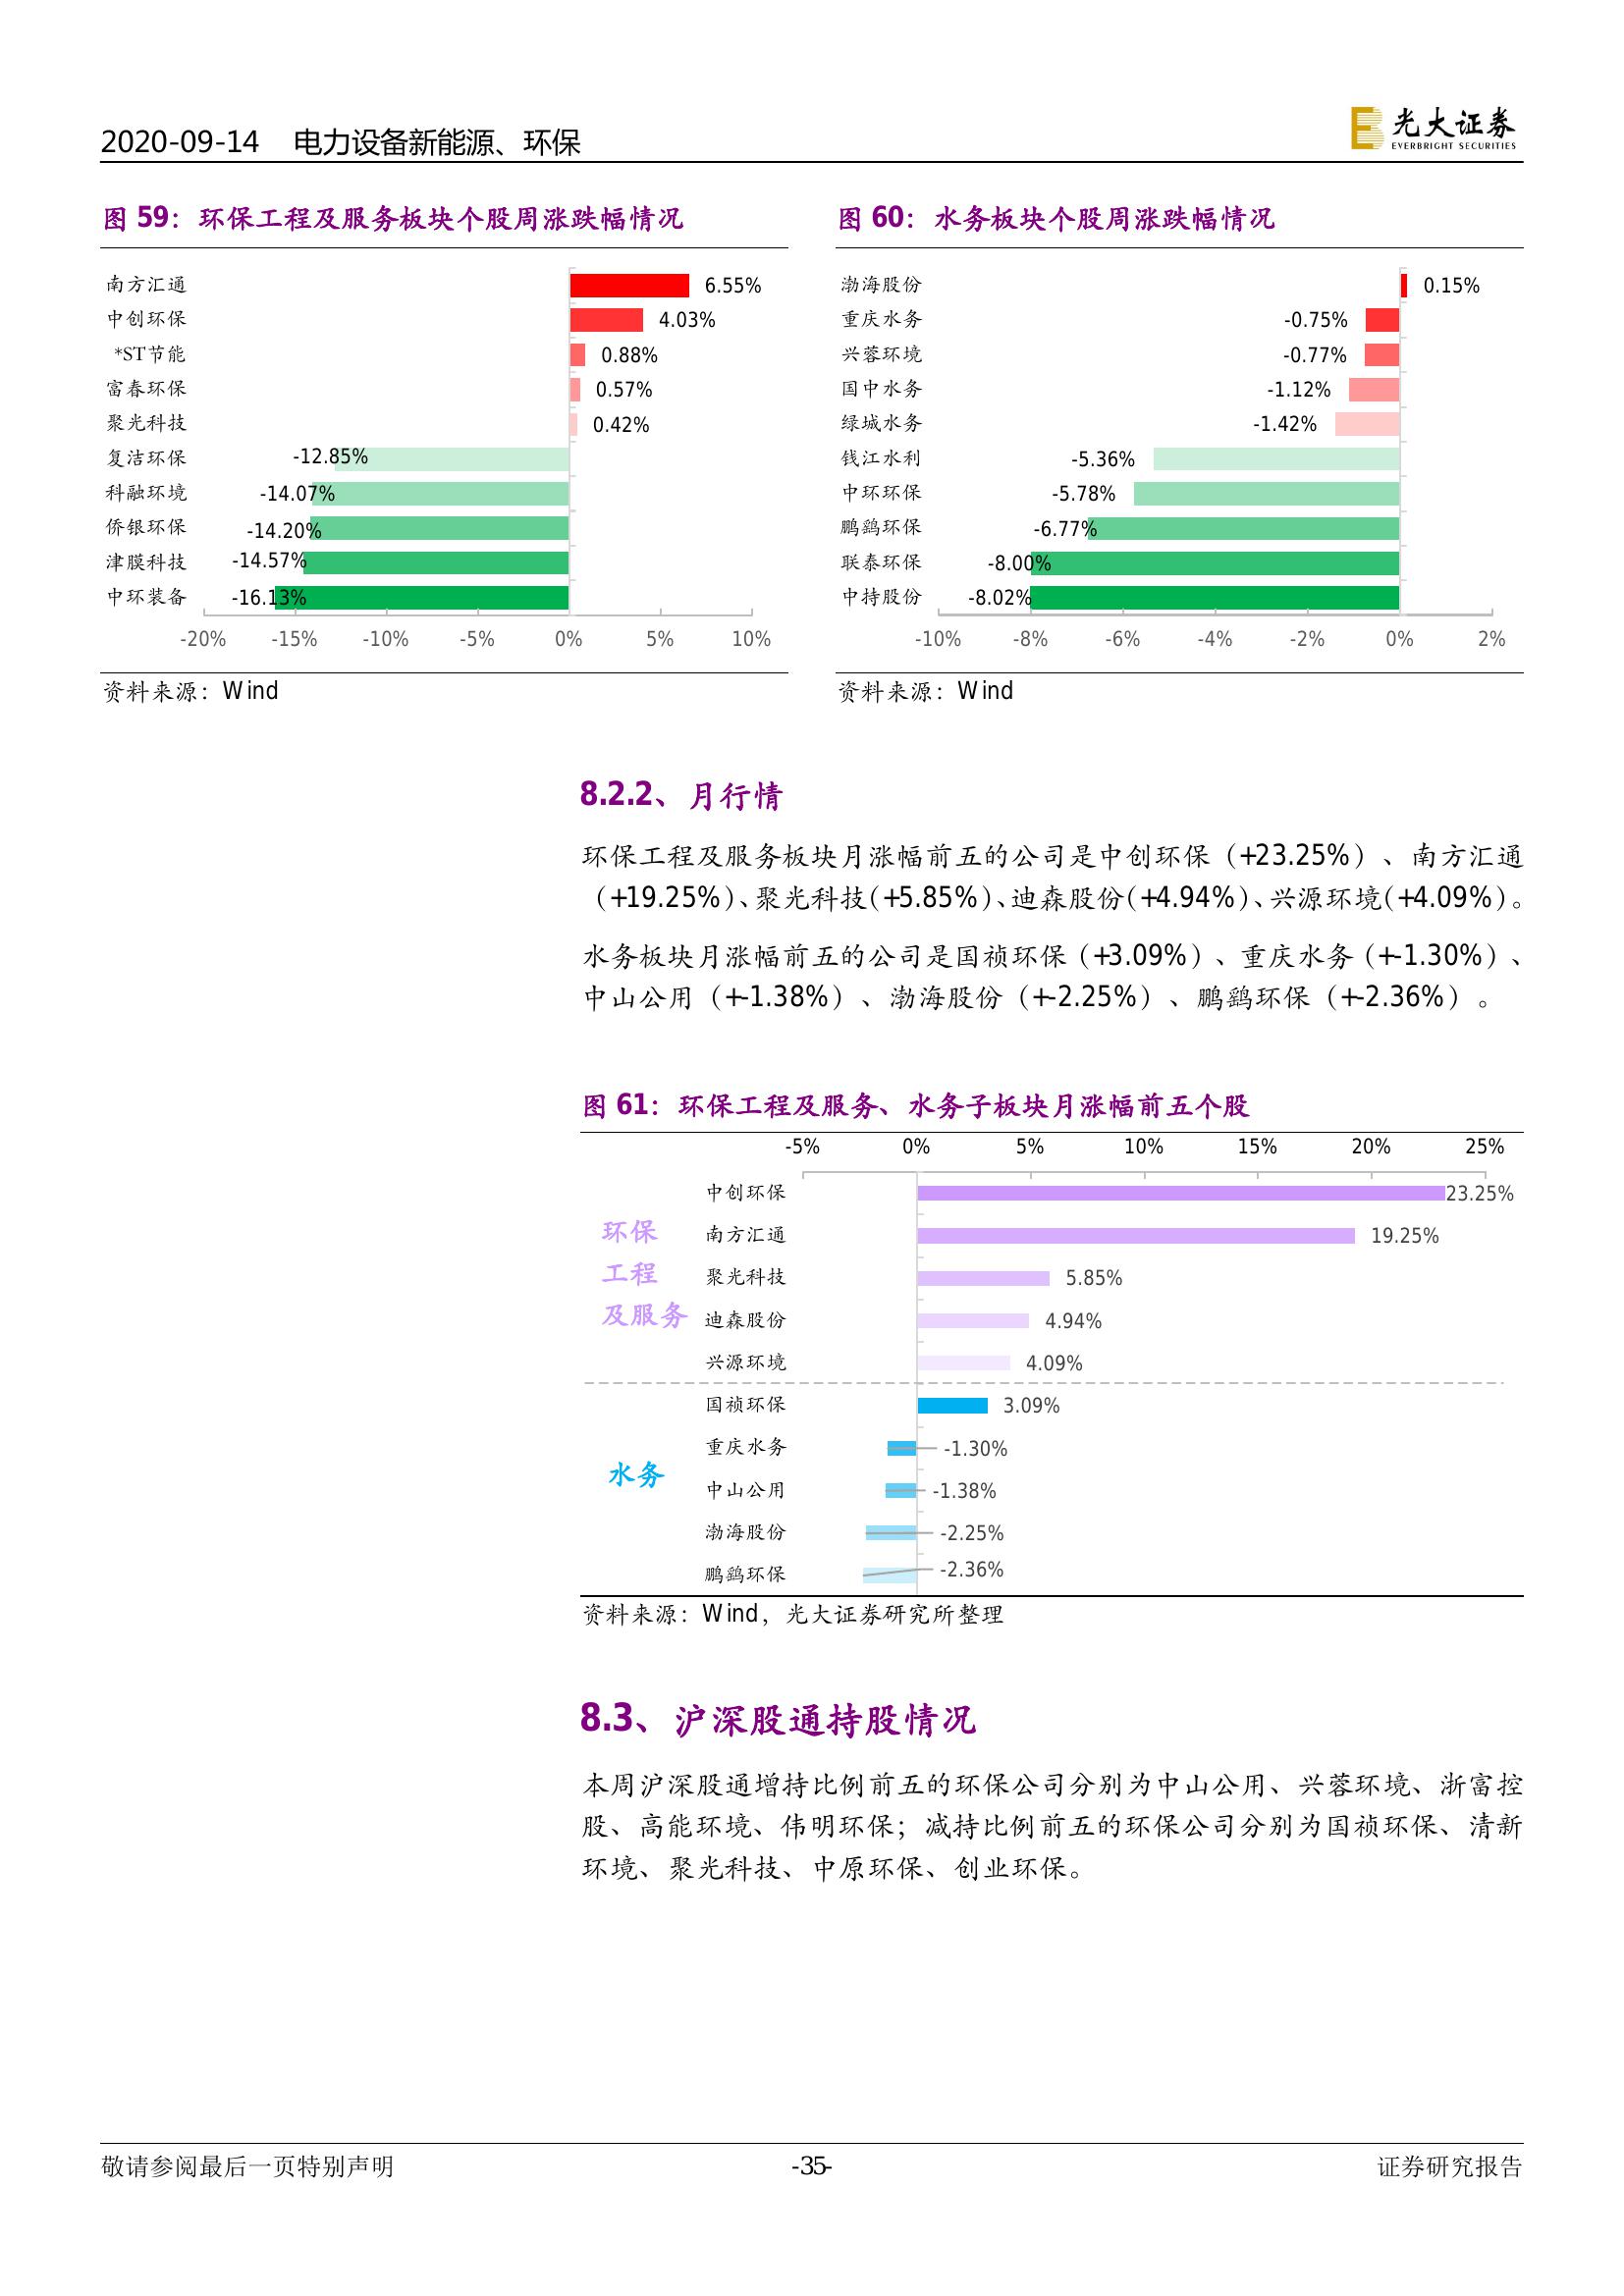 2020-09-14 电力设备新能源、环保
光大证券
EVERBRIGHT SECURITIES
图 59：环保工程及服务板块个股周涨跌幅情况
南方汇通 6.55%
中创环保 4.03%
*ST节能 0.88%
富春环保 0.57%
聚光科技 0.42%
复洁环保 -12.85%
科融环境 -14.07%
侨银环保 -14.20%
津膜科技 -14.57%
中环装备 -16.13%
-20% -15% -10% -5% 0% 5% 10%
资料来源：Wind
图 60：水务板块个股周涨跌幅情况
渤海股份 0.15%
重庆水务 -0.75%
兴蓉环境 -0.77%
国中水务 -1.12%
绿城水务 -1.42%
钱江水利 -5.36%
中环环保 -5.78%
鹏鹞环保 -6.77%
联泰环保 -8.00%
中持股份 -8.02%
-10% -8% -6% -4% -2% 0% 2%
资料来源：Wind
8.2.2、月行情
环保工程及服务板块月涨幅前五的公司是中创环保（+23.25%）、南方汇通
（+19.25%）、聚光科技（+5.85%）、迪森股份（+4.94%）、兴源环境（+4.09%）。
水务板块月涨幅前五的公司是国祯环保（+3.09%）、重庆水务（+-1.30%）、
中山公用（+-1.38%）、渤海股份（+-2.25%）、鹏鹞环保（+-2.36%）。
图 61：环保工程及服务、水务子板块月涨幅前五个股
-5% 0% 5% 10% 15% 20% 25%
环保
工程
及服务
中创环保 23.25%
南方汇通 19.25%
聚光科技 5.85%
迪森股份 4.94%
兴源环境 4.09%
水务
国祯环保 3.09%
重庆水务 -1.30%
中山公用 -1.38%
渤海股份 -2.25%
鹏鹞环保 -2.36%
资料来源：Wind，光大证券研究所整理
8.3、沪深股通持股情况
本周沪深股通增持比例前五的环保公司分别为中山公用、兴蓉环境、浙富控
股、高能环境、伟明环保；减持比例前五的环保公司分别为国祯环保、清新
环境、聚光科技、中原环保、创业环保。
敬请参阅最后一页特别声明 -35- 证券研究报告